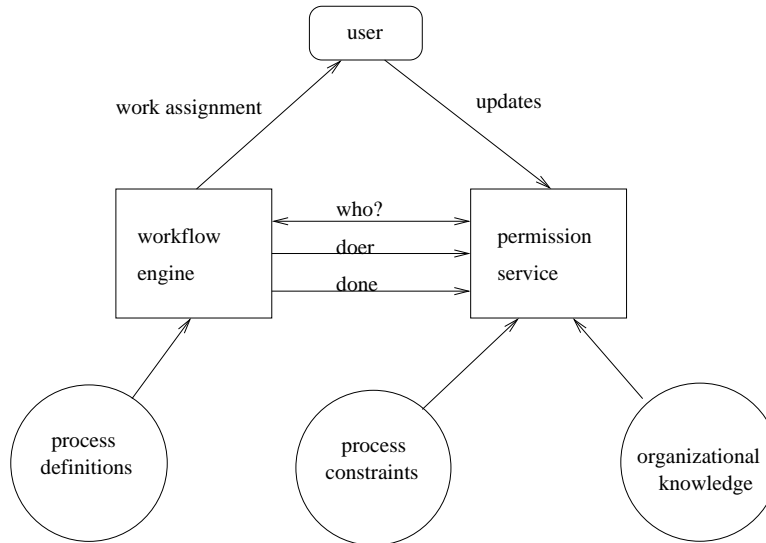 user
work assignment
updates
who?
workflow
engine
doer
permission
service
done
process
definitions
process
constraints
organizational
knowledge